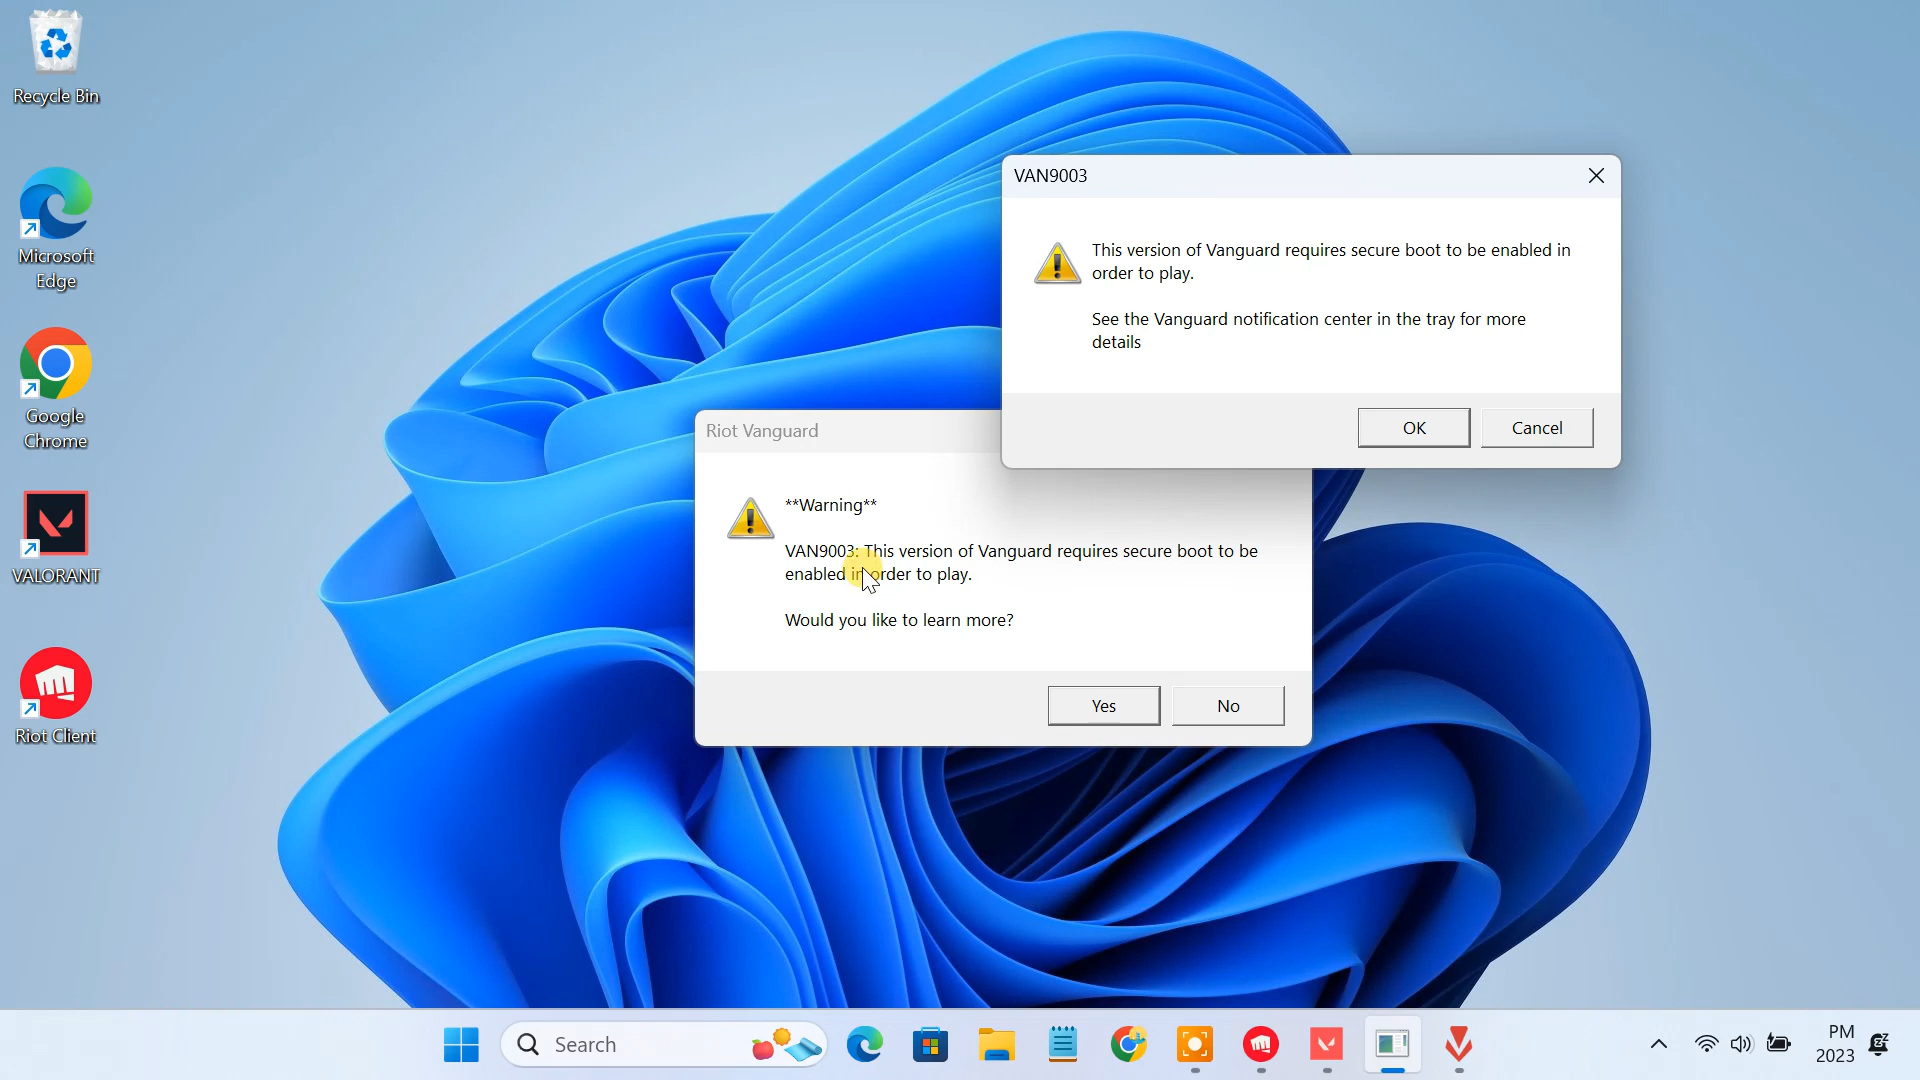 Recycle Bin
Microsoft
Edge
Google
Chrome
VALORANT
Riot Client
VAN9003
This version of Vanguard requires secure boot to be enabled in
order to play.
See the Vanguard notification center in the tray for more
details
OK
Cancel
Riot Vanguard
**Warning**
VAN9003: This version of Vanguard requires secure boot to be
enabled in order to play.
Would you like to learn more?
Yes
No
Search
PM
2023